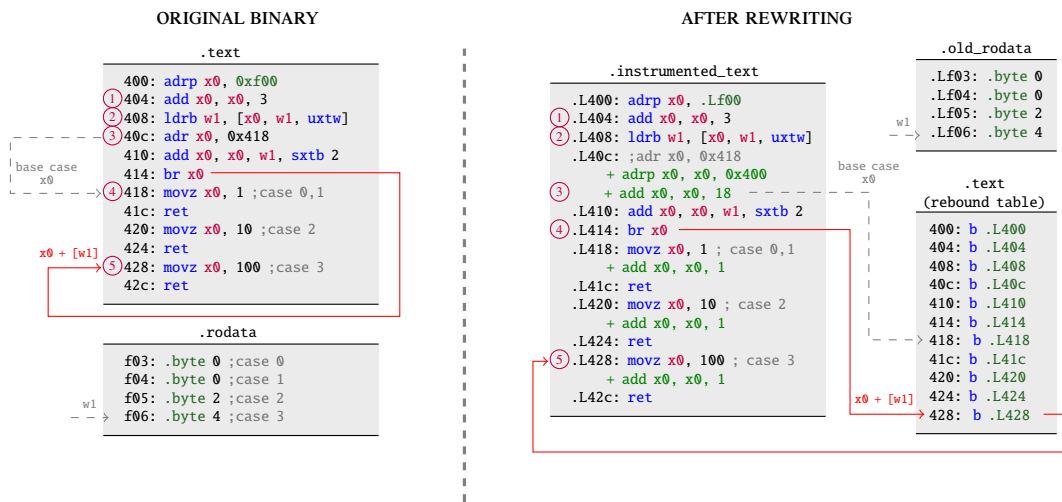 ORIGINAL BINARY
.text
400: adrp x0, 0xf00
1 404: add x0, x0, 3
2 408: ldrb w1, [x0, w1, uxtw]
3 40c: adr x0, 0x418
410: add x0, x0, w1, sxtb 2
414: br x0
4 418: movz x0, 1 ;case 0,1
41c: ret
420: movz x0, 10 ;case 2
424: ret
5 428: movz x0, 100 ;case 3
42c: ret
base case
x0
x0 + [w1]
.rodata
f03: .byte 0 ;case 0
f04: .byte 0 ;case 1
f05: .byte 2 ;case 2
f06: .byte 4 ;case 3
w1
AFTER REWRITING
.instrumented_text
.L400: adrp x0, .Lf00
1 .L404: add x0, x0, 3
2 .L408: ldrb w1, [x0, w1, uxtw]
.L40c: ;adr x0, 0x418
+ adrp x0, x0, 0x400
3 + add x0, x0, 18
.L410: add x0, x0, w1, sxtb 2
4 .L414: br x0
.L418: movz x0, 1 ; case 0,1
+ add x0, x0, 1
.L41c: ret
.L420: movz x0, 10 ; case 2
+ add x0, x0, 1
.L424: ret
5 .L428: movz x0, 100 ; case 3
+ add x0, x0, 1
.L42c: ret
base case
x0
x0 + [w1]
.old_rodata
.Lf03: .byte 0
.Lf04: .byte 0
.Lf05: .byte 2
.Lf06: .byte 4
w1
.text
(rebound table)
400: b .L400
404: b .L404
408: b .L408
40c: b .L40c
410: b .L410
414: b .L414
418: b .L418
41c: b .L41c
420: b .L420
424: b .L424
428: b .L428